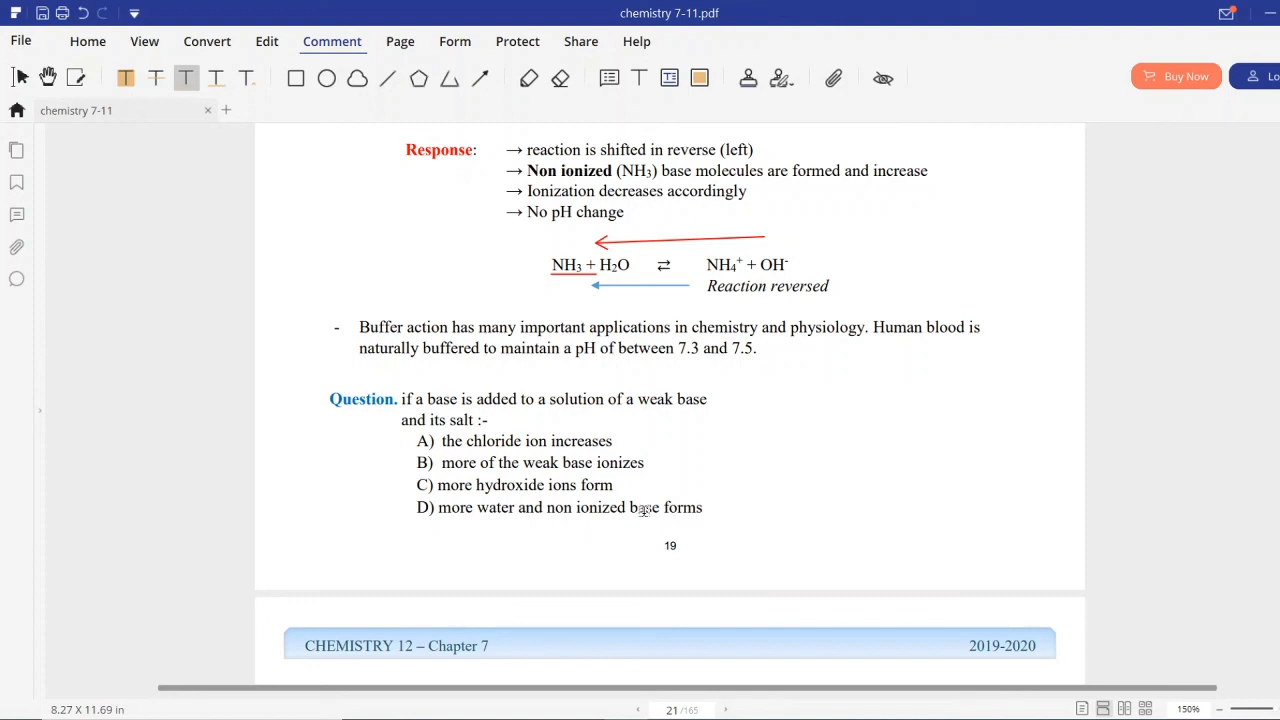 chemistry 7-11.pdf
File Home View Convert Edit Comment Page Form Protect Share Help
Buy Now Lo
chemistry 7-11 × +
Response: → reaction is shifted in reverse (left)
→ Non ionized (NH₃) base molecules are formed and increase
→ Ionization decreases accordingly
→ No pH change
NH₃ + H₂O ⇄ NH₄⁺ + OH⁻
Reaction reversed
- Buffer action has many important applications in chemistry and physiology. Human blood is
naturally buffered to maintain a pH of between 7.3 and 7.5.
Question. if a base is added to a solution of a weak base
and its salt :-
A) the chloride ion increases
B) more of the weak base ionizes
C) more hydroxide ions form
D) more water and non ionized base forms
19
CHEMISTRY 12 – Chapter 7 2019-2020
8.27 X 11.69 in 21/165 150%